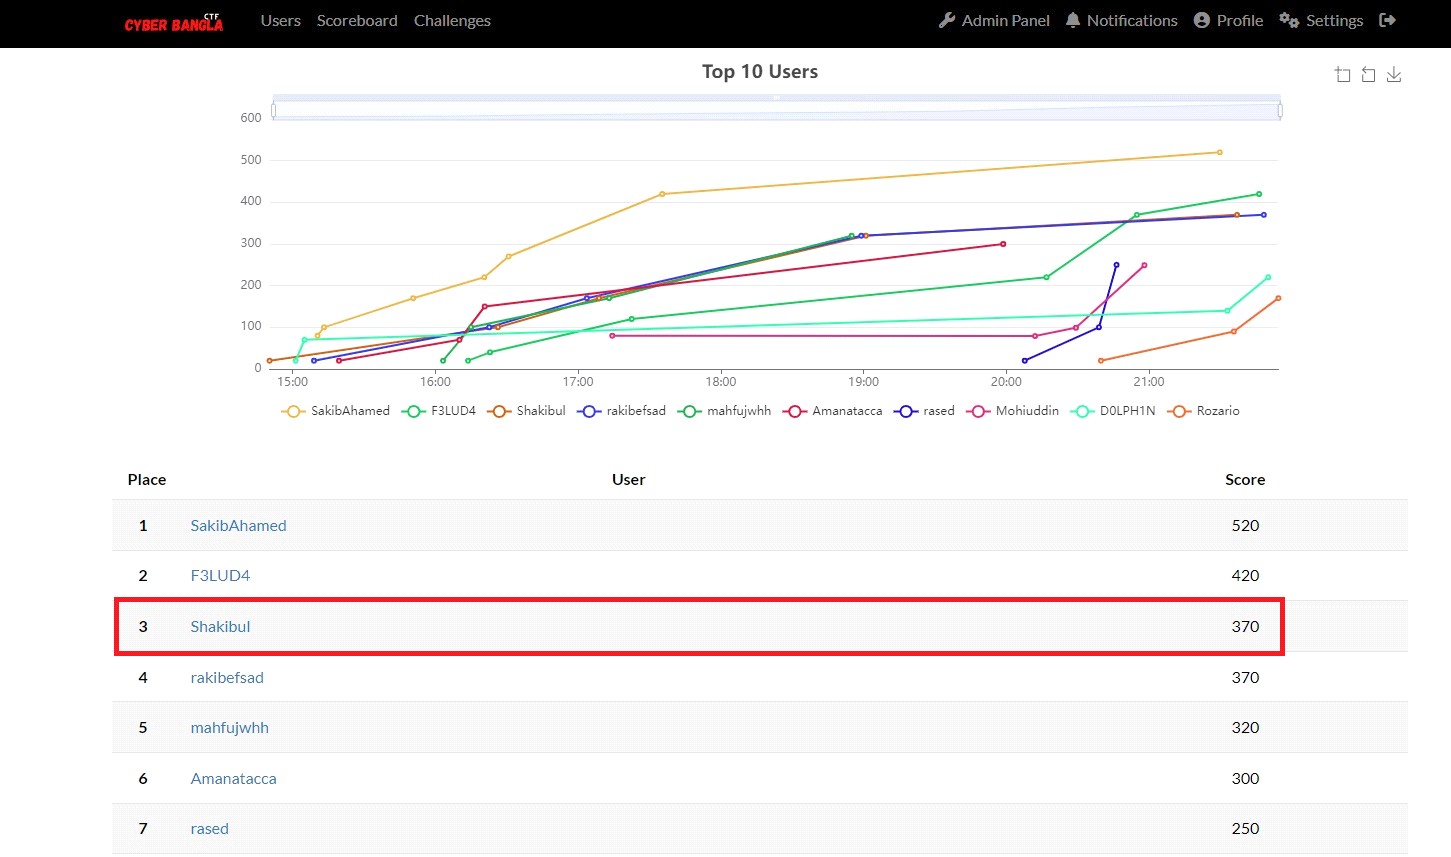 CTF
CYBER BANGLA
Users Scoreboard Challenges Admin Panel Notifications Profile Settings
Top 10 Users
600
500
400
300
200
100
0
15:00 16:00 17:00 18:00 19:00 20:00 21:00
SakibAhamed F3LUD4 Shakibul rakibefsad mahfujwhh Amanatacca rased Mohiuddin D0LPH1N Rozario
Place User Score
1 SakibAhamed 520
2 F3LUD4 420
3 Shakibul 370
4 rakibefsad 370
5 mahfujwhh 320
6 Amanatacca 300
7 rased 250